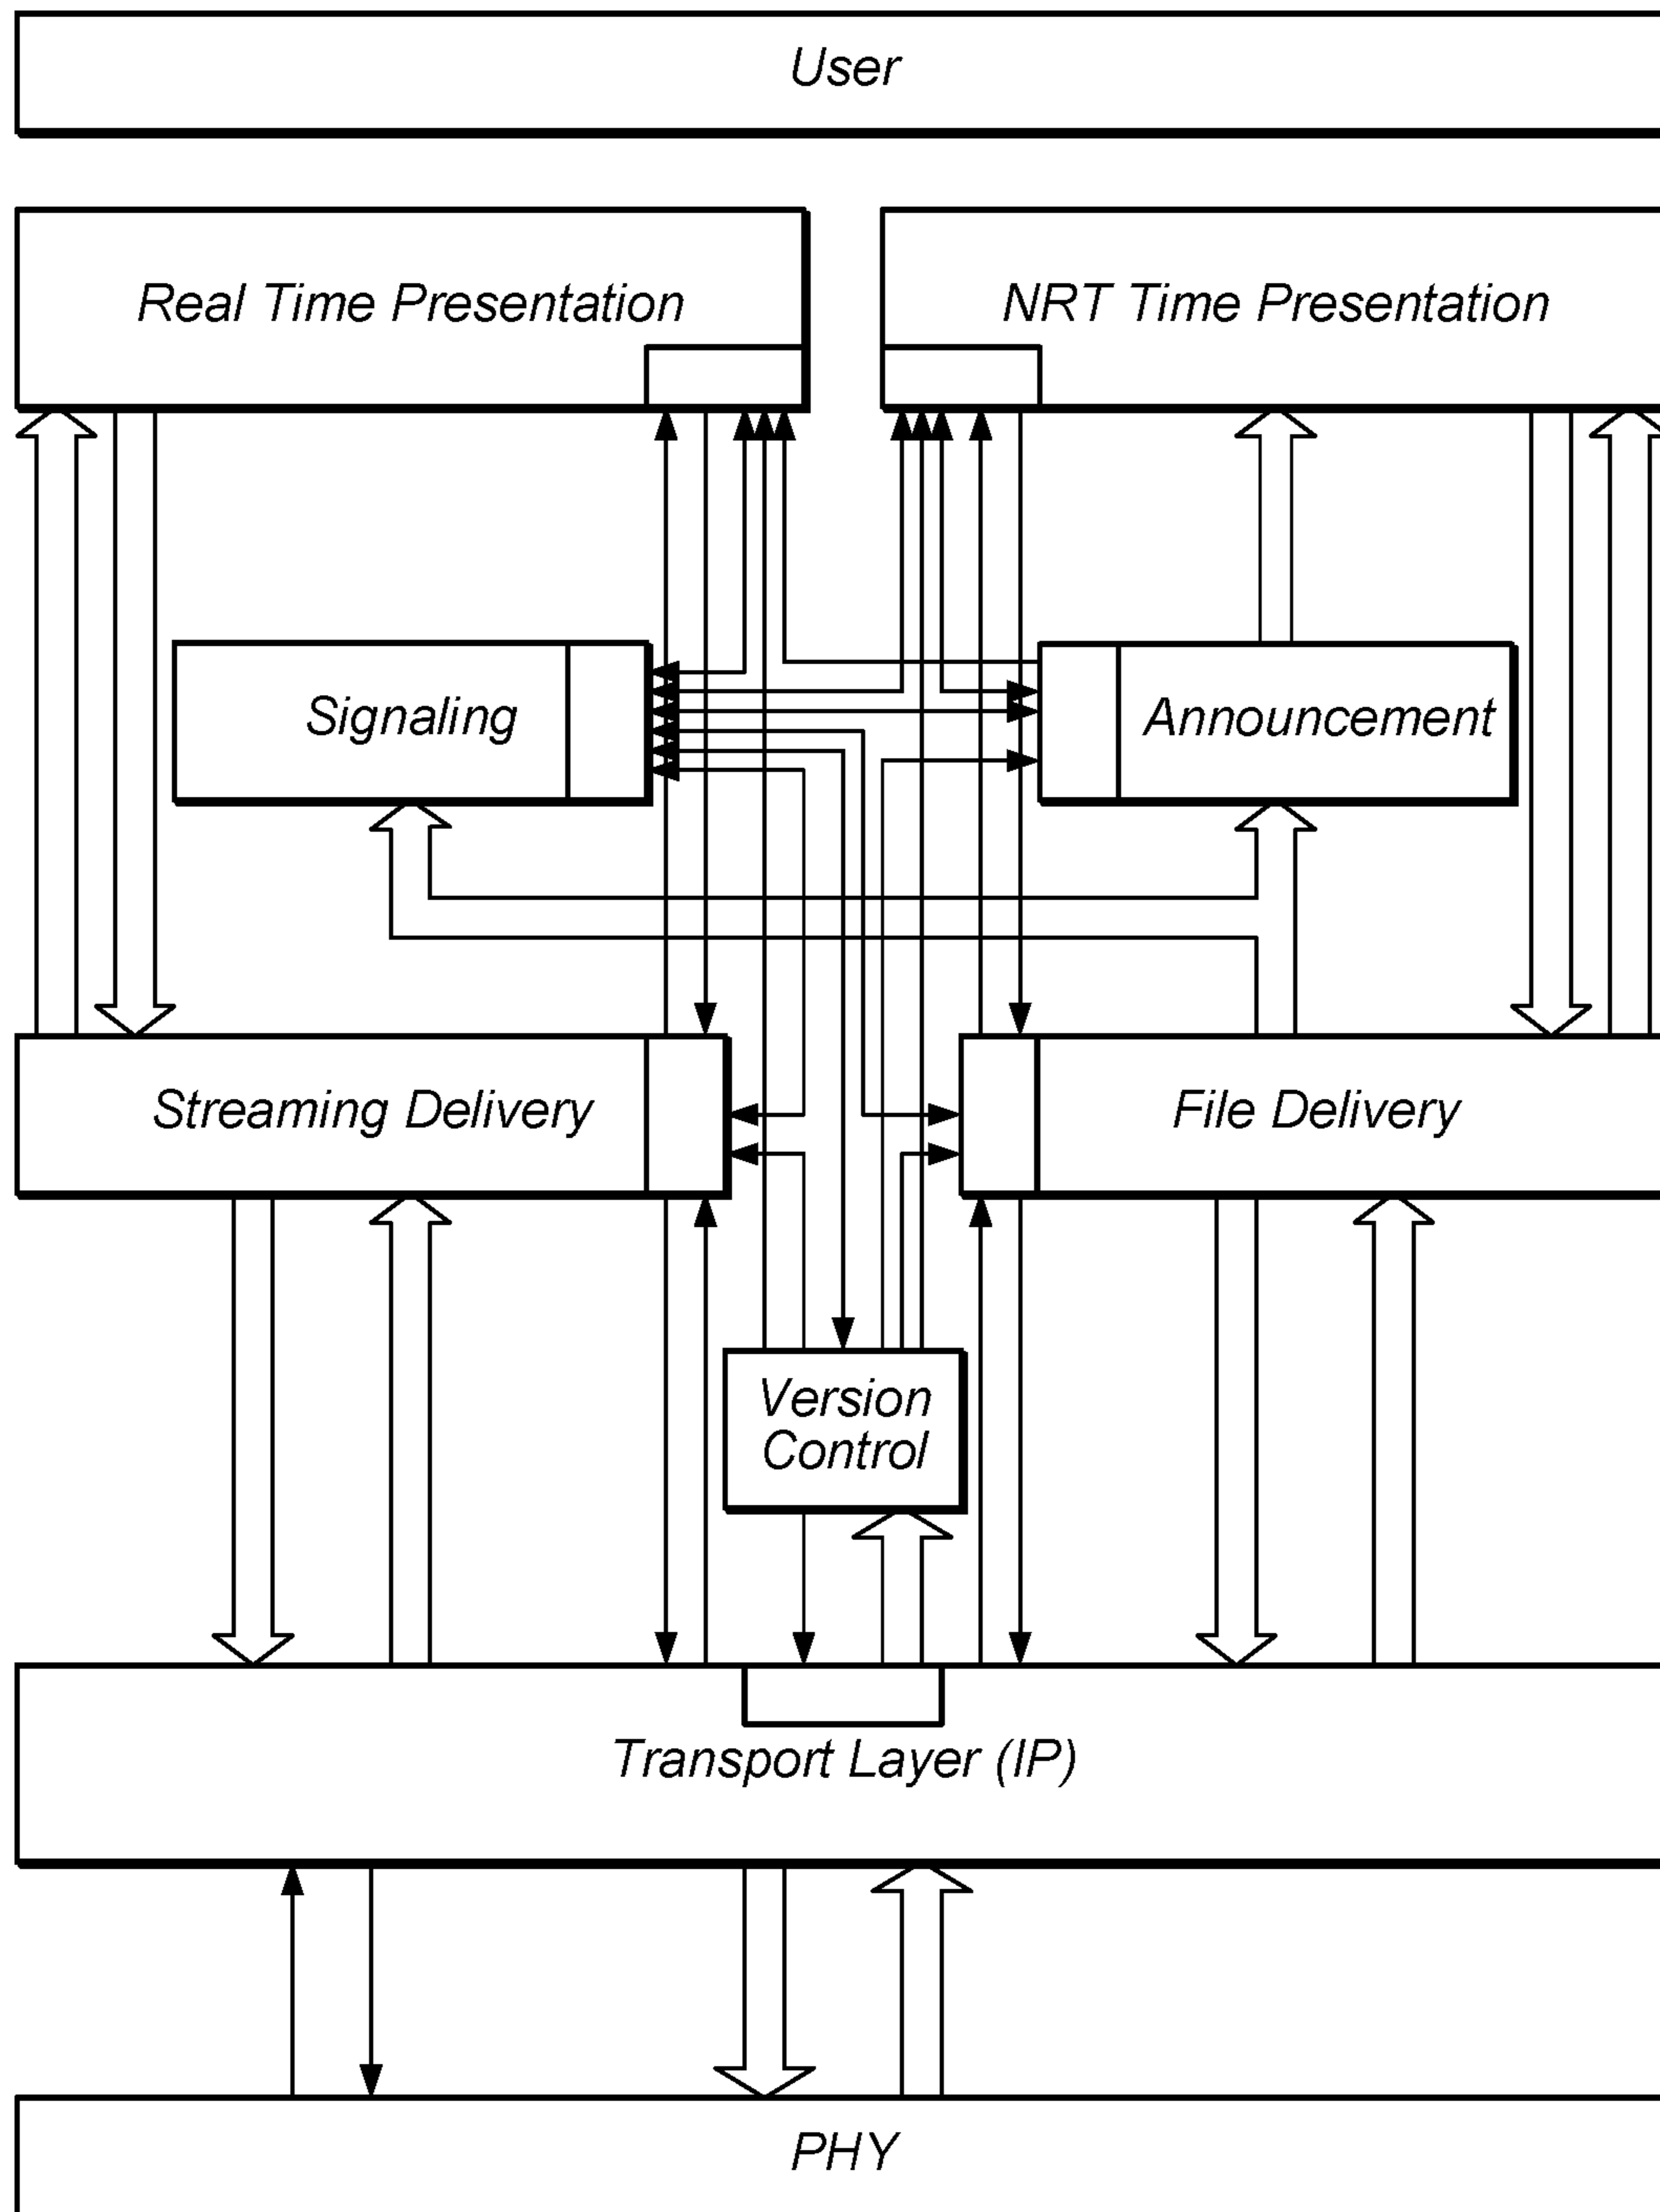 User
Real Time Presentation
NRT Time Presentation
Signaling
Announcement
Streaming Delivery
File Delivery
Version
Control
Transport Layer (IP)
PHY